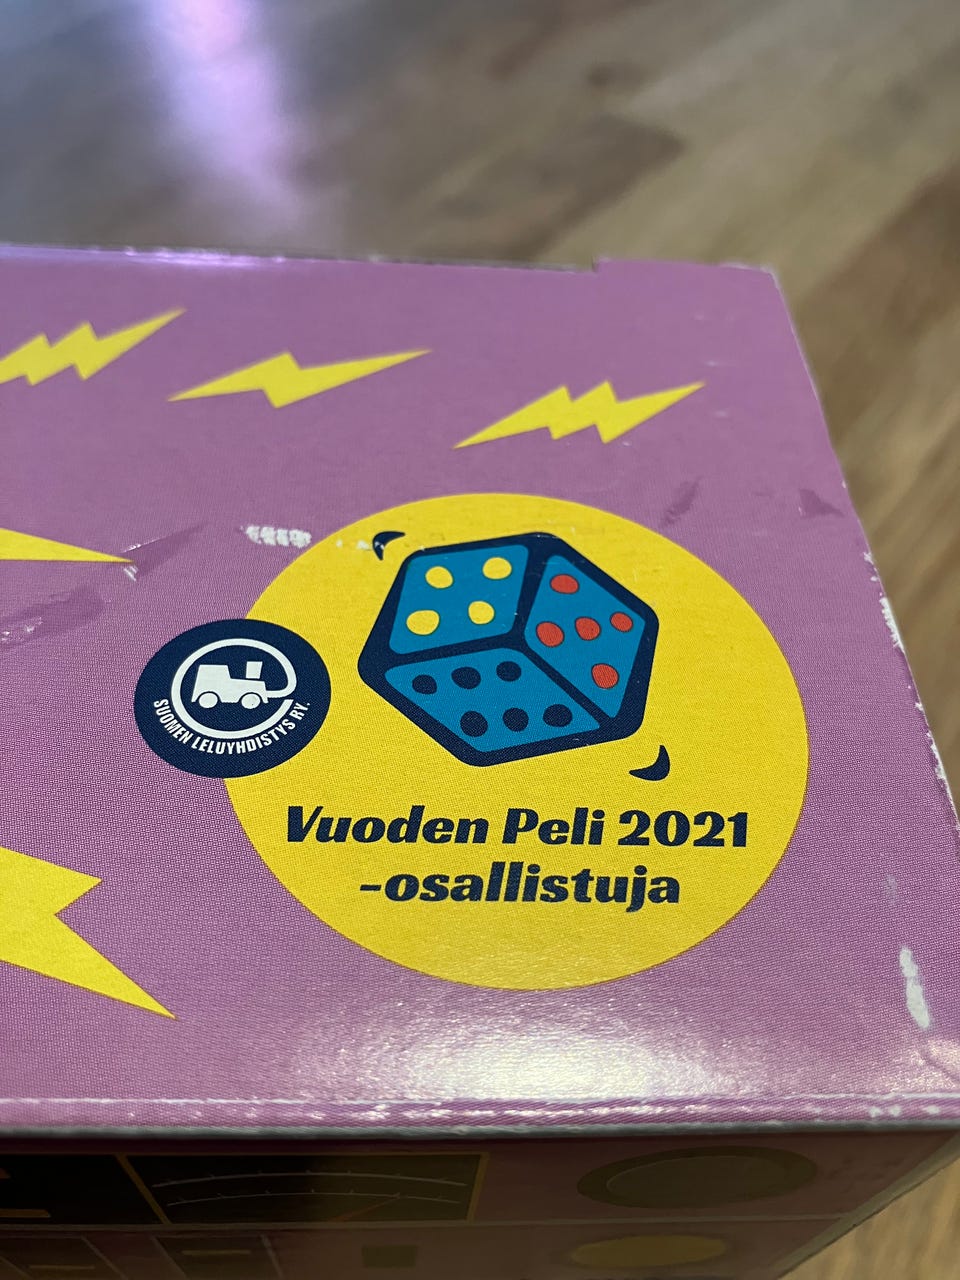 SUOMEN LELUYHDISTYS RY.
Vuoden Peli 2021
-osallistuja